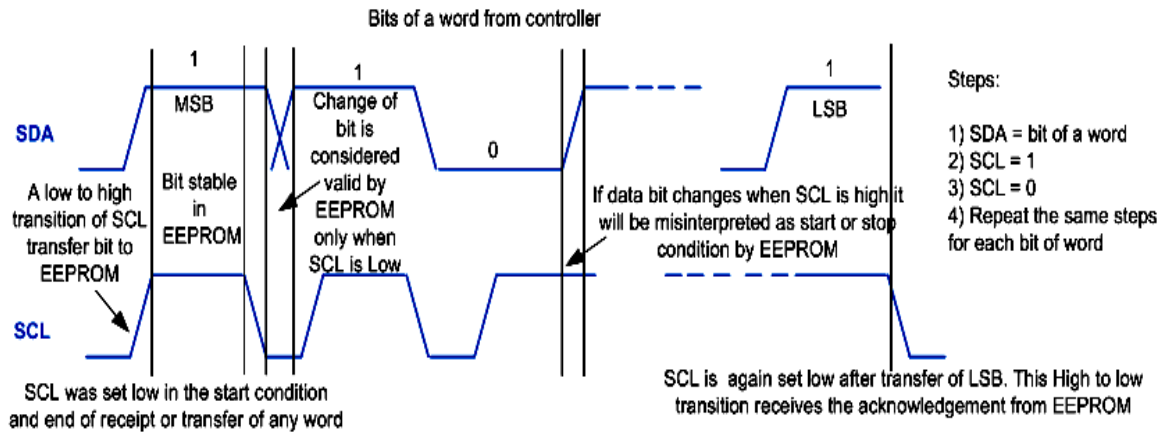 Bits of a word from controller
1
MSB
SDA
A low to high
transition of SCL
transfer bit to
EEPROM
Bit stable
in
EEPROM
1
Change of
bit is
considered
valid by
EEPROM
only when
SCL is Low
0
If data bit changes when SCL is high it
will be misinterpreted as start or stop
condition by EEPROM
1
LSB
Steps:
1) SDA = bit of a word
2) SCL = 1
3) SCL = 0
4) Repeat the same steps
for each bit of word
SCL
SCL was set low in the start condition
and end of receipt or transfer of any word
SCL is again set low after transfer of LSB. This High to low
transition receives the acknowledgement from EEPROM